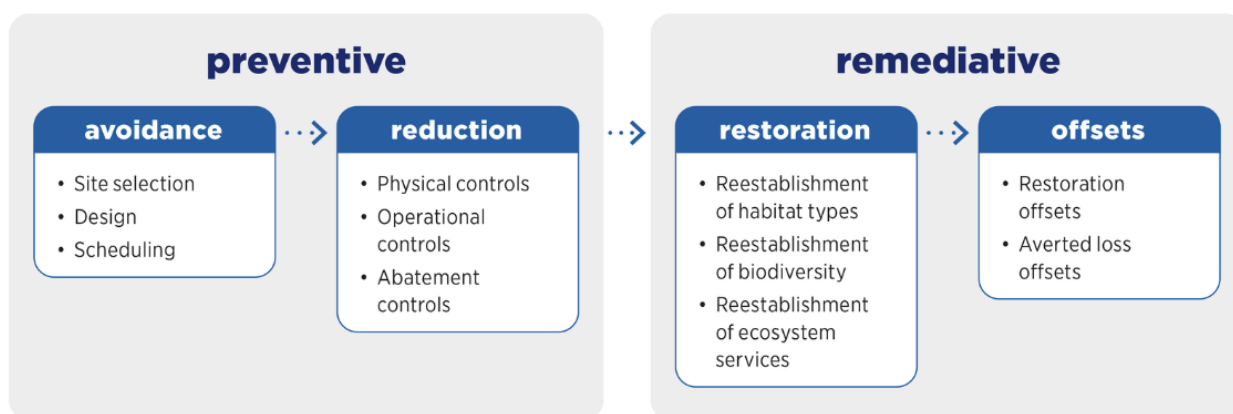 preventive
avoidance
• Site selection
• Design
• Scheduling
reduction
• Physical controls
• Operational
controls
• Abatement
controls
remediative
restoration
• Reestablishment
of habitat types
• Reestablishment
of biodiversity
• Reestablishment
of ecosystem
services
offsets
• Restoration
offsets
• Averted loss
offsets